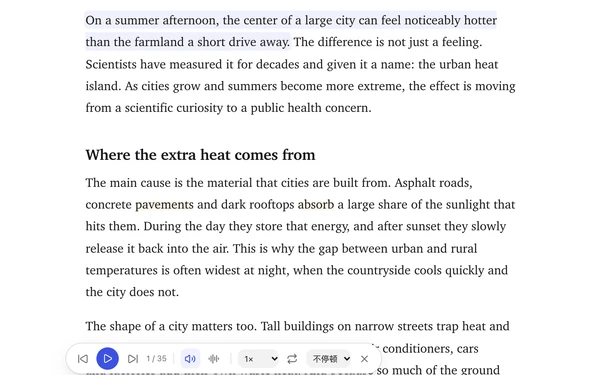 On a summer afternoon, the center of a large city can feel noticeably hotter
than the farmland a short drive away. The difference is not just a feeling.
Scientists have measured it for decades and given it a name: the urban heat
island. As cities grow and summers become more extreme, the effect is moving
from a scientific curiosity to a public health concern.
Where the extra heat comes from
The main cause is the material that cities are built from. Asphalt roads,
concrete pavements and dark rooftops absorb a large share of the sunlight that
hits them. During the day they store that energy, and after sunset they slowly
release it back into the air. This is why the gap between urban and rural
temperatures is often widest at night, when the countryside cools quickly and
the city does not.
The shape of a city matters too. Tall buildings on narrow streets trap heat and
conditioners, cars
so much of the ground
1 / 35
1×
不停顿